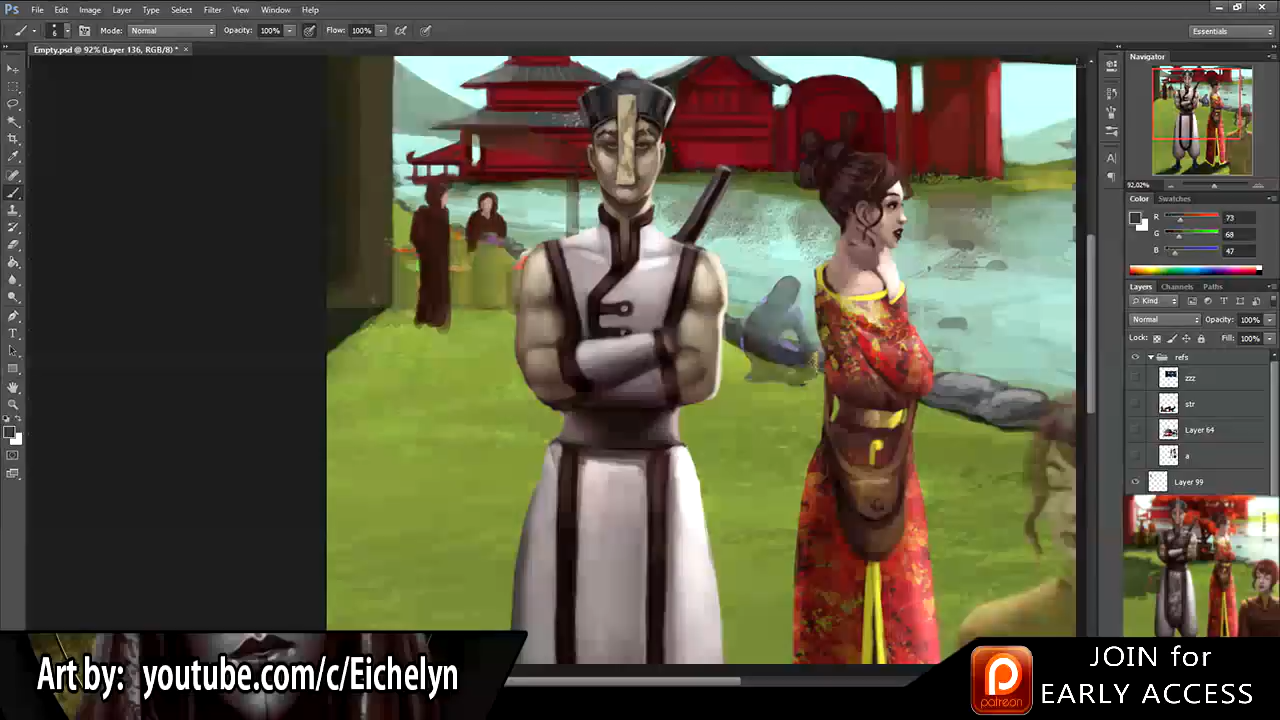 Ps File Edit Image Layer Type Select Filter View Window Help
6 Mode: Normal Opacity: 100% Flow: 100% Essentials
Empty.psd @ 92% (Layer 136, RGB/8) * ×
Navigator
92,02%
Color Swatches
R 73
G 68
B 47
Layers Channels Paths
Kind
Normal Opacity: 100%
Lock: Fill: 100%
refs
zzz
str
Layer 64
a
Layer 99
Art by: youtube.com/c/Eichelyn
JOIN for
EARLY ACCESS
patreon